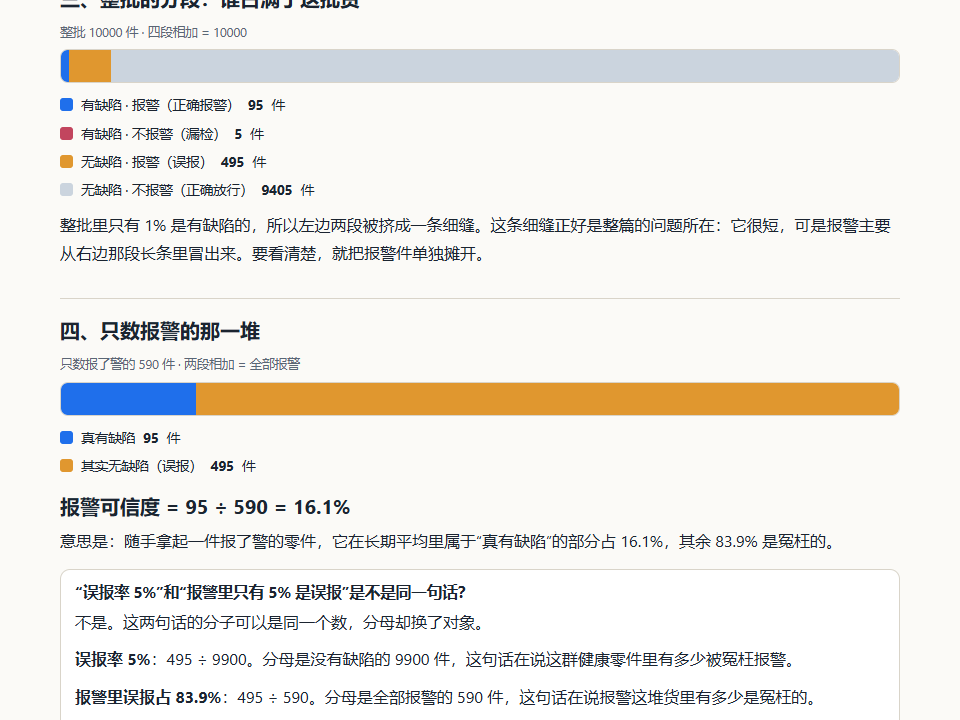 三、整批的分段：谁占满了这批货
整批 10000 件 · 四段相加 = 10000
有缺陷 · 报警（正确报警） 95 件
有缺陷 · 不报警（漏检） 5 件
无缺陷 · 报警（误报） 495 件
无缺陷 · 不报警（正确放行） 9405 件
整批里只有 1% 是有缺陷的，所以左边两段被挤成一条细缝。这条细缝正好是整篇的问题所在：它很短，可是报警主要
从右边那段长条里冒出来。要看清楚，就把报警件单独摊开。
四、只数报警的那一堆
只数报了警的 590 件 · 两段相加 = 全部报警
真有缺陷 95 件
其实无缺陷（误报） 495 件
报警可信度 = 95 ÷ 590 = 16.1%
意思是：随手拿起一件报了警的零件，它在长期平均里属于“真有缺陷”的部分占 16.1%，其余 83.9% 是冤枉的。
“误报率 5%”和“报警里只有 5% 是误报”是不是同一句话？
不是。这两句话的分子可以是同一个数，分母却换了对象。
误报率 5%：495 ÷ 9900。分母是没有缺陷的 9900 件，这句话在说这群健康零件里有多少被冤枉报警。
报警里误报占 83.9%：495 ÷ 590。分母是全部报警的 590 件，这句话在说报警这堆货里有多少是冤枉的。